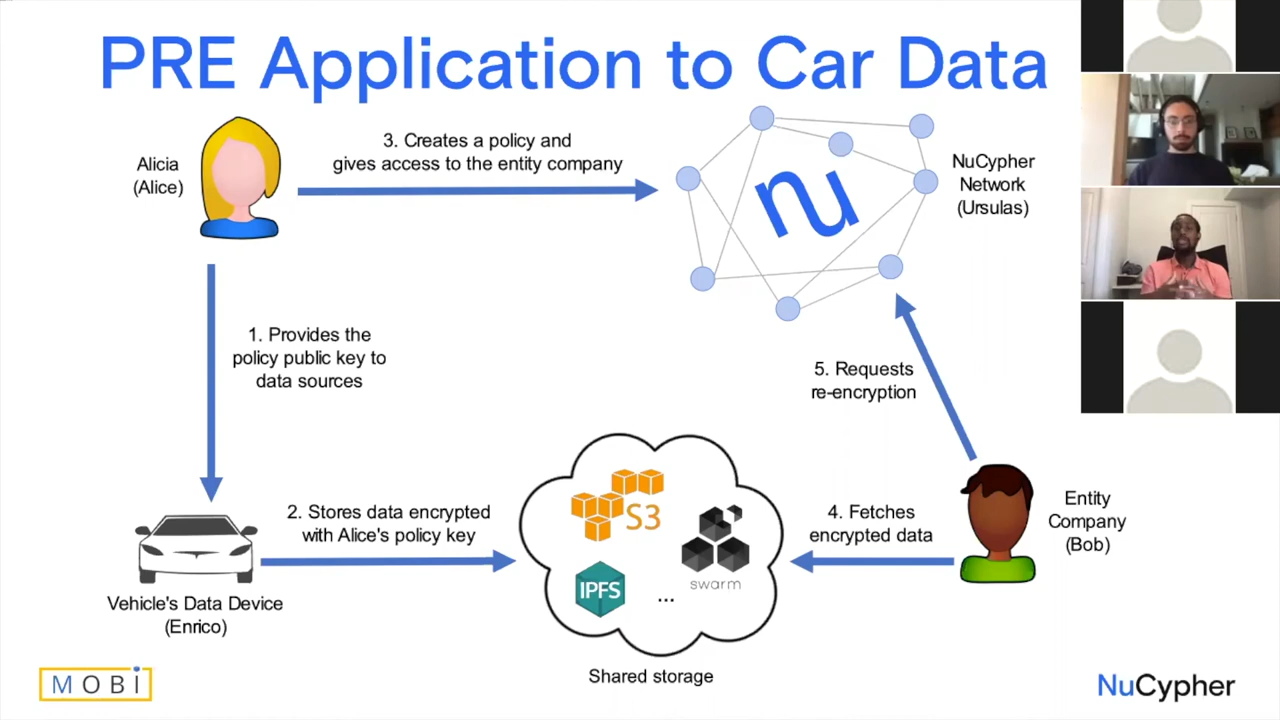 PRE Application to Car Data
Alicia
(Alice)
3. Creates a policy and
gives access to the entity company
nu
NuCypher
Network
(Ursulas)
1. Provides the
policy public key to
data sources
5. Requests
re-encryption
2. Stores data encrypted
with Alice's policy key
S3
swarm
IPFS
...
4. Fetches
encrypted data
Entity
Company
(Bob)
Vehicle's Data Device
(Enrico)
Shared storage
MOBi
NuCypher